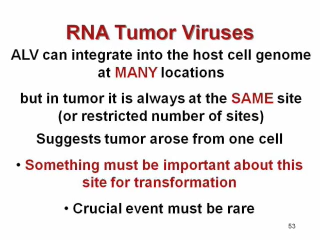 RNA Tumor Viruses
ALV can integrate into the host cell genome
at MANY locations
but in tumor it is always at the SAME site
(or restricted number of sites)
Suggests tumor arose from one cell
• Something must be important about this
site for transformation
• Crucial event must be rare
53